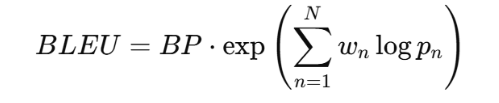 BLEU = BP · exp ( ∑_{n=1}^{N} w_n log p_n )